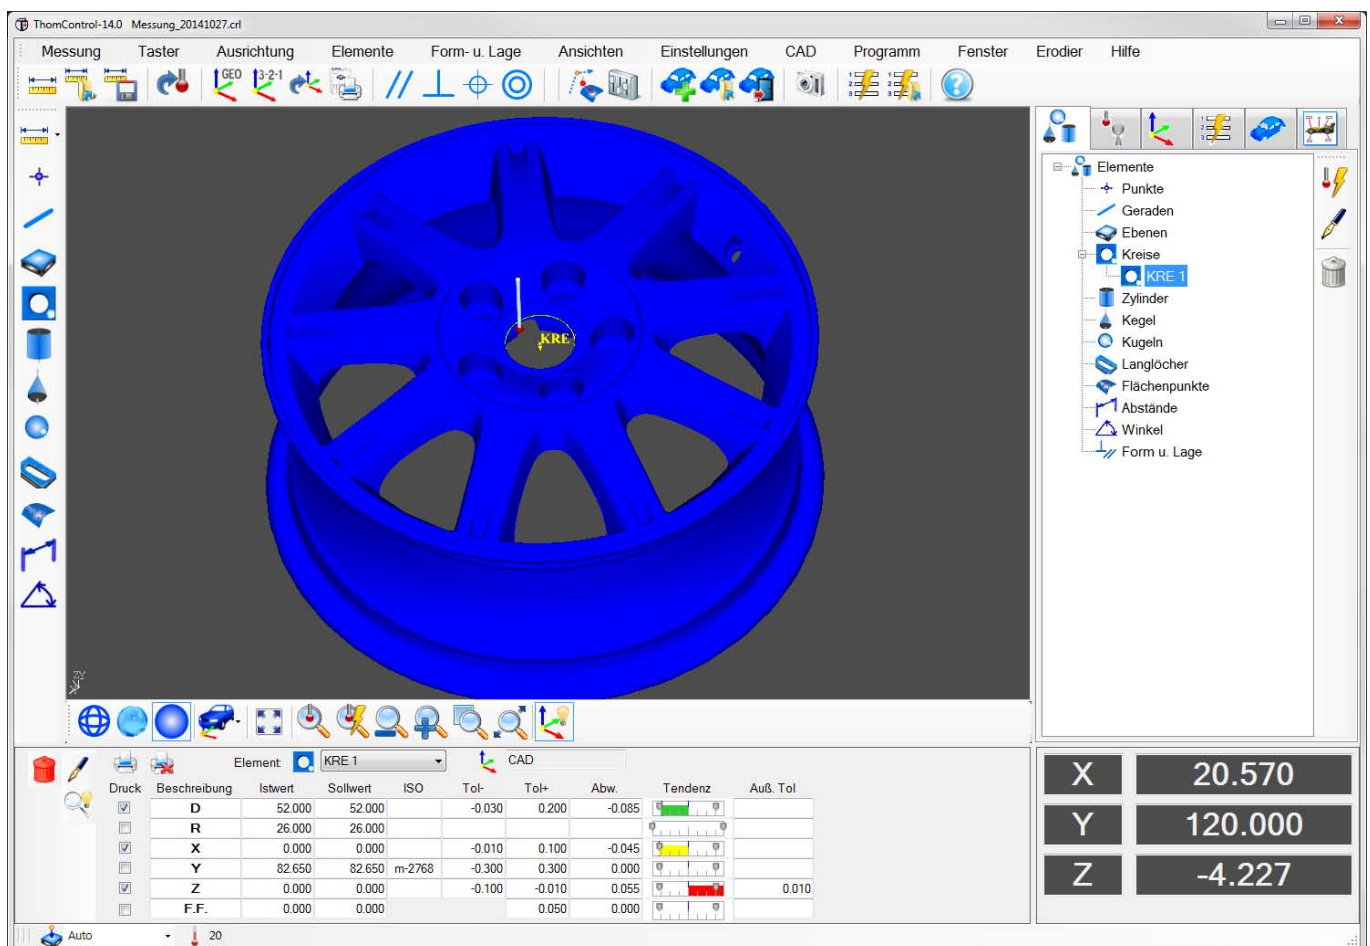 ThomControl-14.0 Messung_20141027.crl
Messung Taster Ausrichtung Elemente Form- u. Lage Ansichten Einstellungen CAD Programm Fenster Erodier Hilfe
GEO 3-2-1
Elemente
Punkte
Geraden
Ebenen
Kreise
KRE 1
Zylinder
Kegel
Kugeln
Langlöcher
Flächenpunkte
Abstände
Winkel
Form u. Lage
KRE
Element: KRE 1 CAD
Druck Beschreibung Istwert Sollwert ISO Tol- Tol+ Abw. Tendenz Auß. Tol
D 52.000 52.000 -0.030 0.200 -0.085
R 26.000 26.000
X 0.000 0.000 -0.010 0.100 -0.045
Y 82.650 82.650 m-2768 -0.300 0.300 0.000
Z 0.000 0.000 -0.100 -0.010 0.055 0.010
F.F. 0.000 0.000 0.050 0.000
X 20.570
Y 120.000
Z -4.227
Auto 20